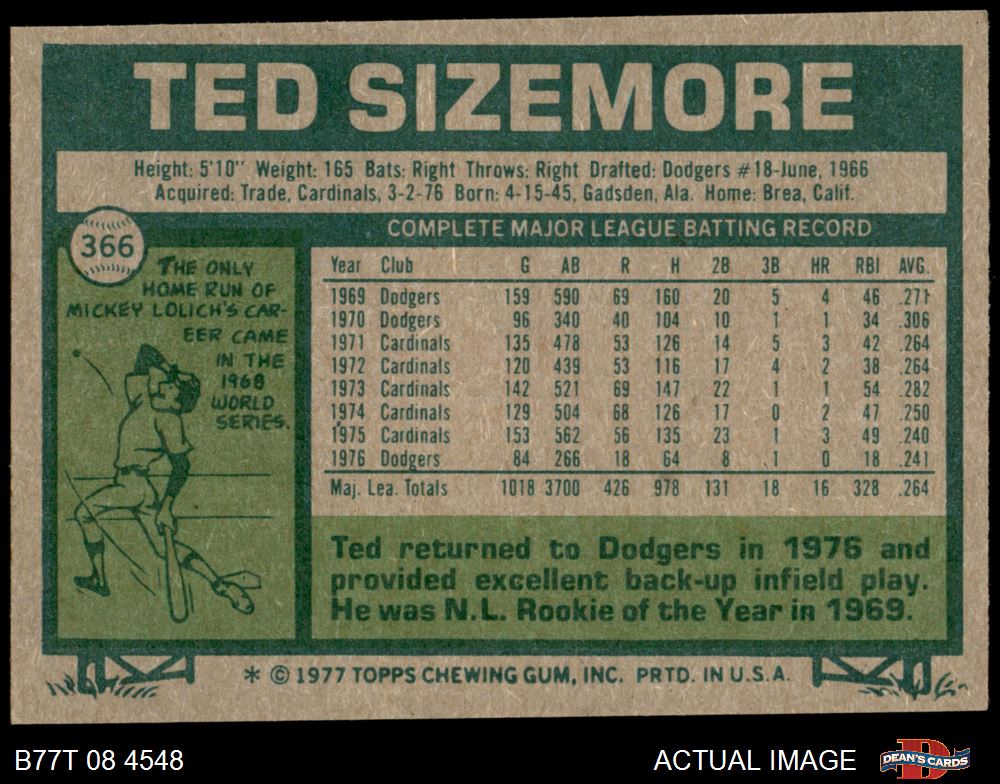 TED SIZEMORE
Height: 5'10" Weight: 165 Bats: Right Throws: Right Drafted: Dodgers #18-June, 1966
Acquired: Trade, Cardinals, 3-2-76 Born: 4-15-45, Gadsden, Ala. Home: Brea, Calif.
366
THE ONLY
HOME RUN OF
MICKEY LOLICH'S CAR-
EER CAME
IN THE
1968
WORLD
SERIES.
COMPLETE MAJOR LEAGUE BATTING RECORD
Year Club G AB R H 2B 3B HR RBI AVG.
1969 Dodgers 159 590 69 160 20 5 4 46 .271
1970 Dodgers 96 340 40 104 10 1 1 34 .306
1971 Cardinals 135 478 53 126 14 5 3 42 .264
1972 Cardinals 120 439 53 116 17 4 2 38 .264
1973 Cardinals 142 521 69 147 22 1 1 54 .282
1974 Cardinals 129 504 68 126 17 0 2 47 .250
1975 Cardinals 153 562 56 135 23 1 3 49 .240
1976 Dodgers 84 266 18 64 8 1 0 18 .241
Maj. Lea. Totals 1018 3700 426 978 131 18 16 328 .264
Ted returned to Dodgers in 1976 and
provided excellent back-up infield play.
He was N.L. Rookie of the Year in 1969.
* © 1977 TOPPS CHEWING GUM, INC. PRTD. IN U.S.A.
B77T 08 4548
ACTUAL IMAGE
DEAN'S CARDS